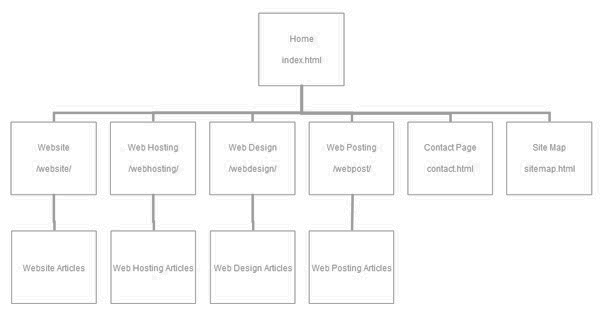 Home
index.html
Website
/website/
Web Hosting
/webhosting/
Web Design
/webdesign/
Web Posting
/webpost/
Contact Page
contact.html
Site Map
sitemap.html
Website Articles
Web Hosting Articles
Web Design Articles
Web Posting Articles